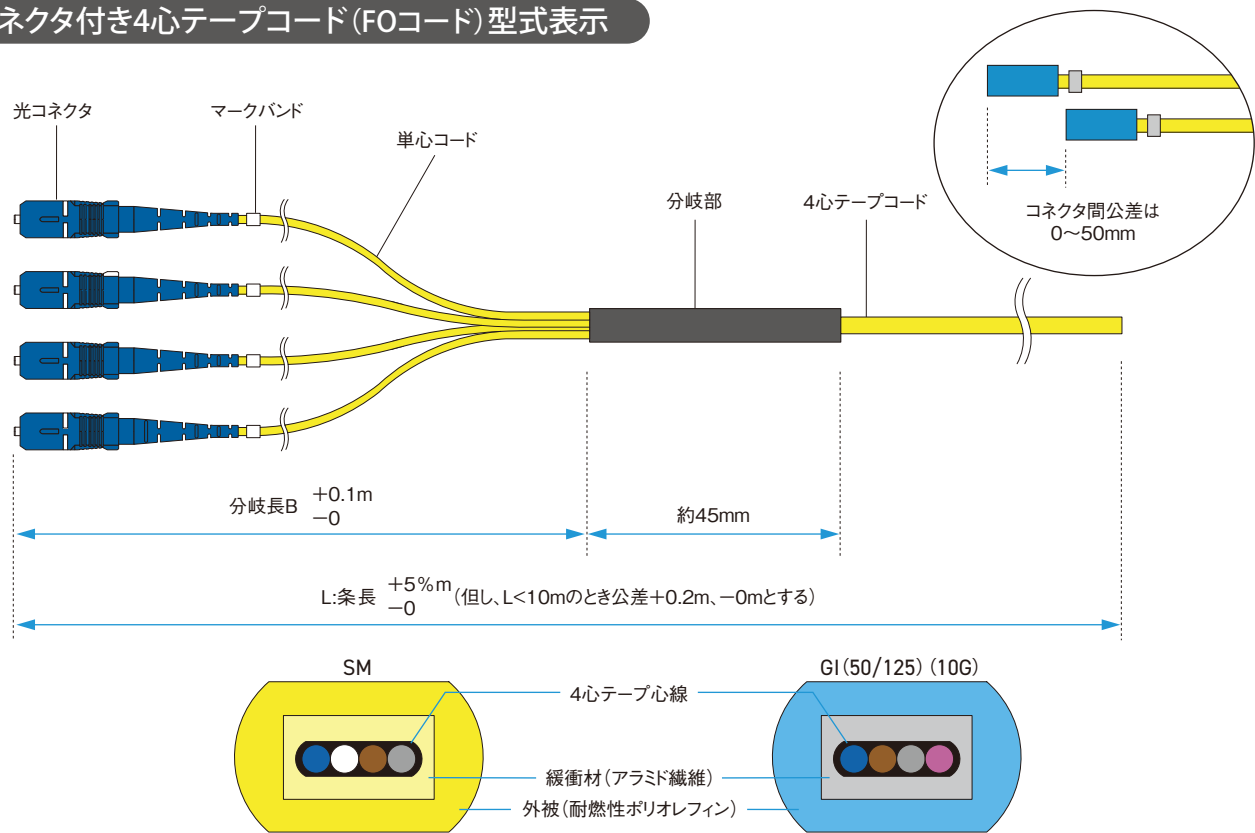 ネクタ付き4心テープコード(FOコード)型式表示
光コネクタ
マークバンド
単心コード
分岐部
4心テープコード
コネクタ間公差は
0〜50mm
分岐長B +0.1m
−0
約45mm
L:条長 +5%m
−0
(但し、L<10mのとき公差+0.2m、−0mとする)
SM
GI(50/125)(10G)
4心テープ心線
緩衝材(アラミド繊維)
外被(耐燃性ポリオレフィン)